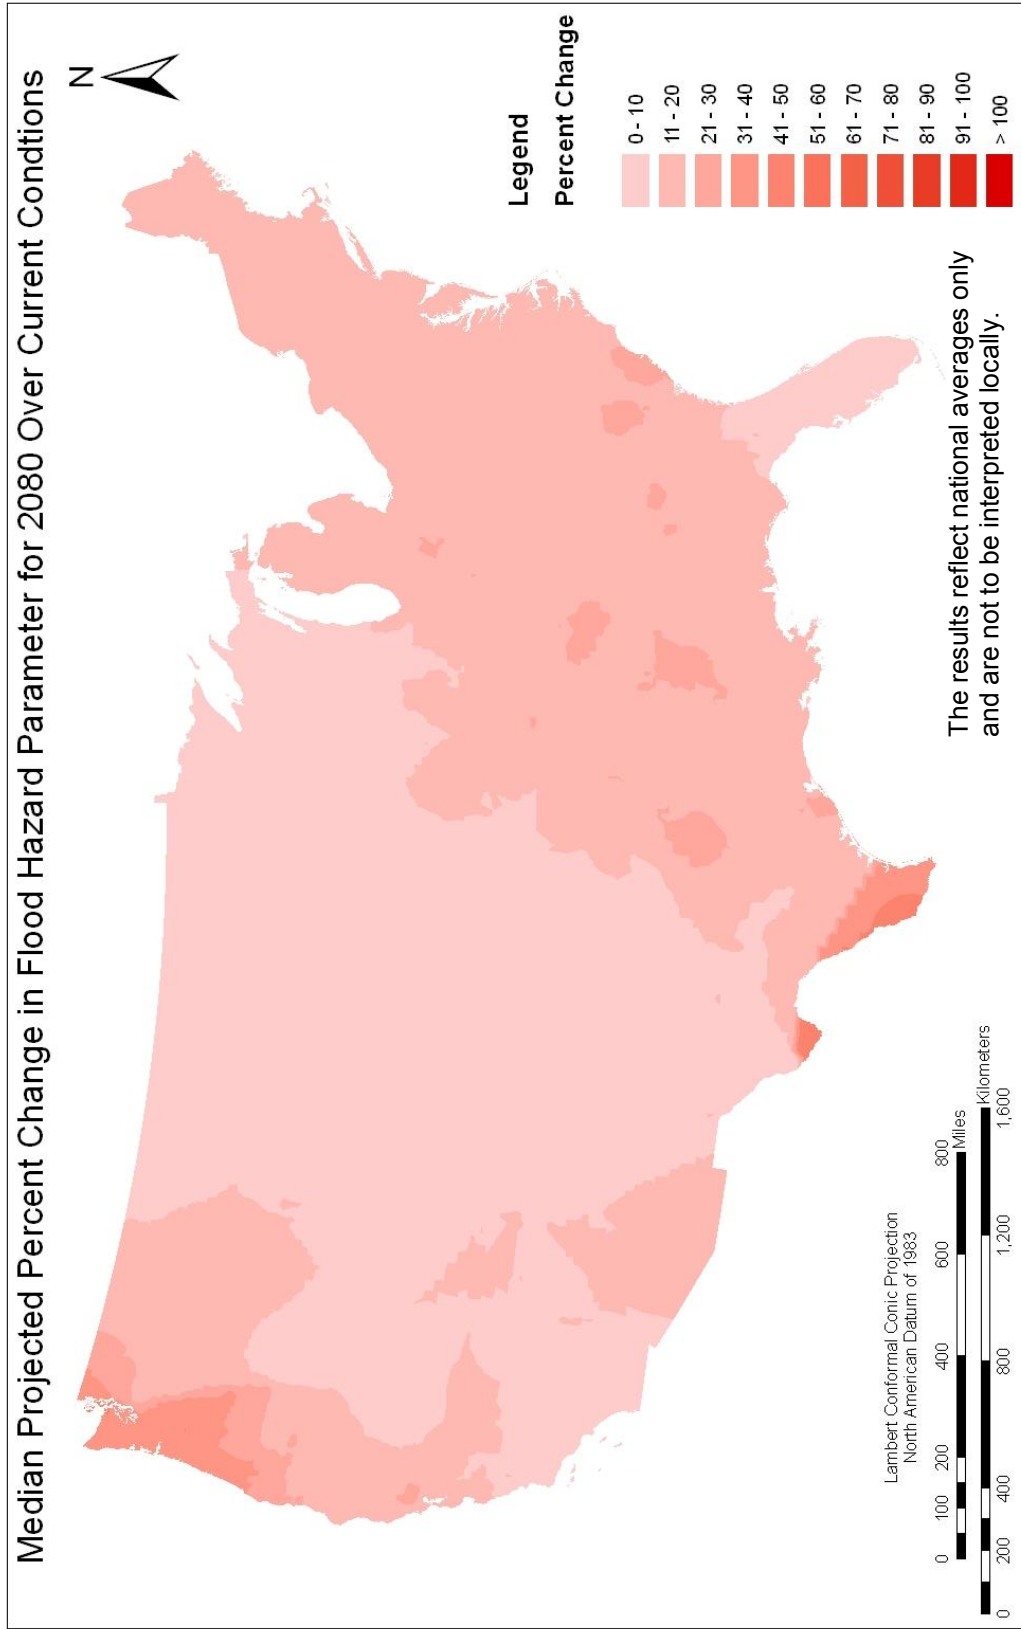 Median Projected Percent Change in Flood Hazard Parameter for 2080 Over Current Condtions
N
Legend
Percent Change
0 - 10
11 - 20
21 - 30
31 - 40
41 - 50
51 - 60
61 - 70
71 - 80
81 - 90
91 - 100
> 100
The results reflect national averages only
and are not to be interpreted locally.
Lambert Conformal Conic Projection
North American Datum of 1983
0 100 200 400 600 800
Miles
Kilometers
0 200 400 800 1,200 1,600